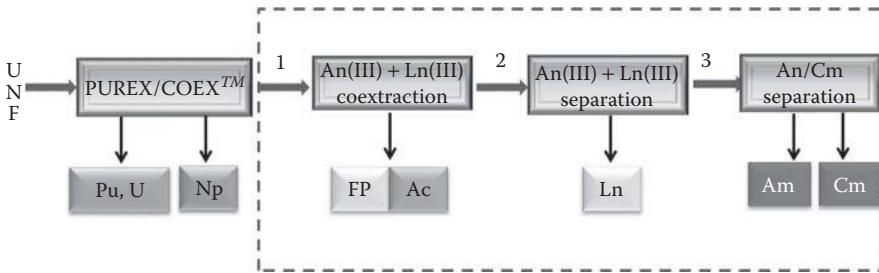 UNF
PUREX/COEX™
1
An(III) + Ln(III)
coextraction
2
An(III) + Ln(III)
separation
3
An/Cm
separation
Pu, U
Np
FP
Ac
Ln
Am
Cm